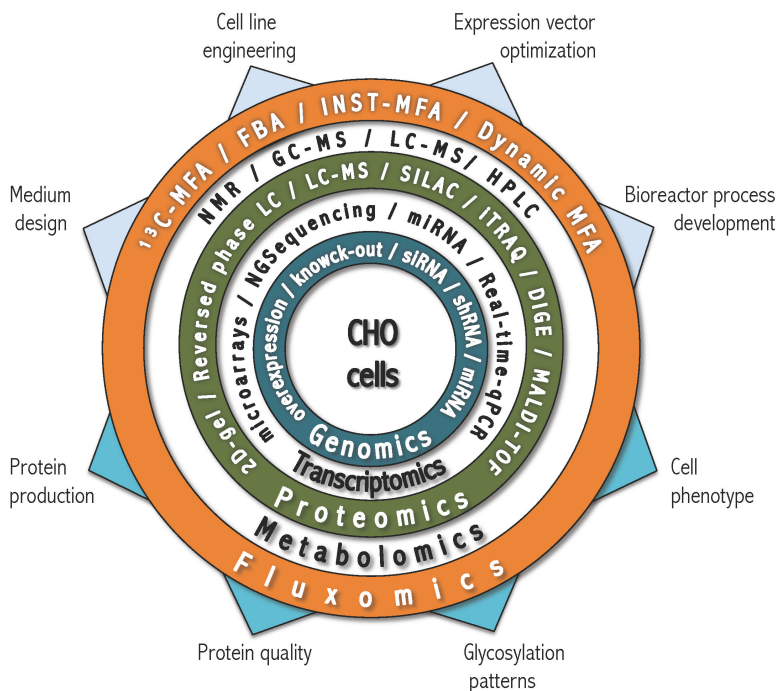 Cell line
engineering
Expression vector
optimization
Medium
design
Bioreactor process
development
¹³C-MFA / FBA / INST-MFA / Dynamic MFA
NMR / GC-MS / LC-MS/ HPLC
2D-gel / Reversed phase LC / LC-MS / SILAC / iTRAQ / DIGE / MALDI-TOF
microarrays / NGSequencing / miRNA / Real-time-qPCR
overexpression / knowck-out / siRNA / shRNA / miRNA
CHO
cells
Genomics
Transcriptomics
Proteomics
Metabolomics
Fluxomics
Protein
production
Cell
phenotype
Protein quality
Glycosylation
patterns